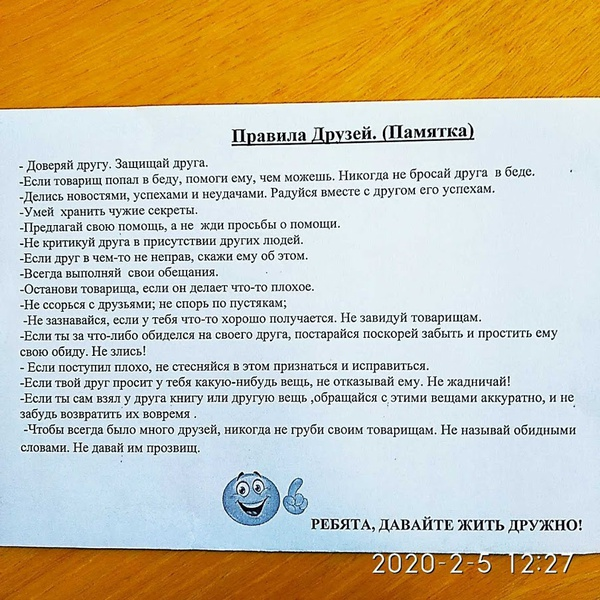 Правила Друзей. (Памятка)
- Доверяй другу. Защищай друга.
-Если товарищ попал в беду, помоги ему, чем можешь. Никогда не бросай друга в беде.
-Делись новостями, успехами и неудачами. Радуйся вместе с другом его успехам.
-Умей хранить чужие секреты.
-Предлагай свою помощь, а не жди просьбы о помощи.
-Не критикуй друга в присутствии других людей.
-Если друг в чем-то не неправ, скажи ему об этом.
-Всегда выполняй свои обещания.
-Останови товарища, если он делает что-то плохое.
-Не ссорься с друзьями; не спорь по пустякам;
-Не зазнавайся, если у тебя что-то хорошо получается. Не завидуй товарищам.
-Если ты за что-либо обиделся на своего друга, постарайся поскорей забыть и простить ему
свою обиду. Не злись!
- Если поступил плохо, не стесняйся в этом признаться и исправиться.
-Если твой друг просит у тебя какую-нибудь вещь, не отказывай ему. Не жадничай!
-Если ты сам взял у друга книгу или другую вещь ,обращайся с этими вещами аккуратно, и не
забудь возвратить их вовремя .
-Чтобы всегда было много друзей, никогда не груби своим товарищам. Не называй обидными
словами. Не давай им прозвищ.
РЕБЯТА, ДАВАЙТЕ ЖИТЬ ДРУЖНО!
2020-2-5 12:27